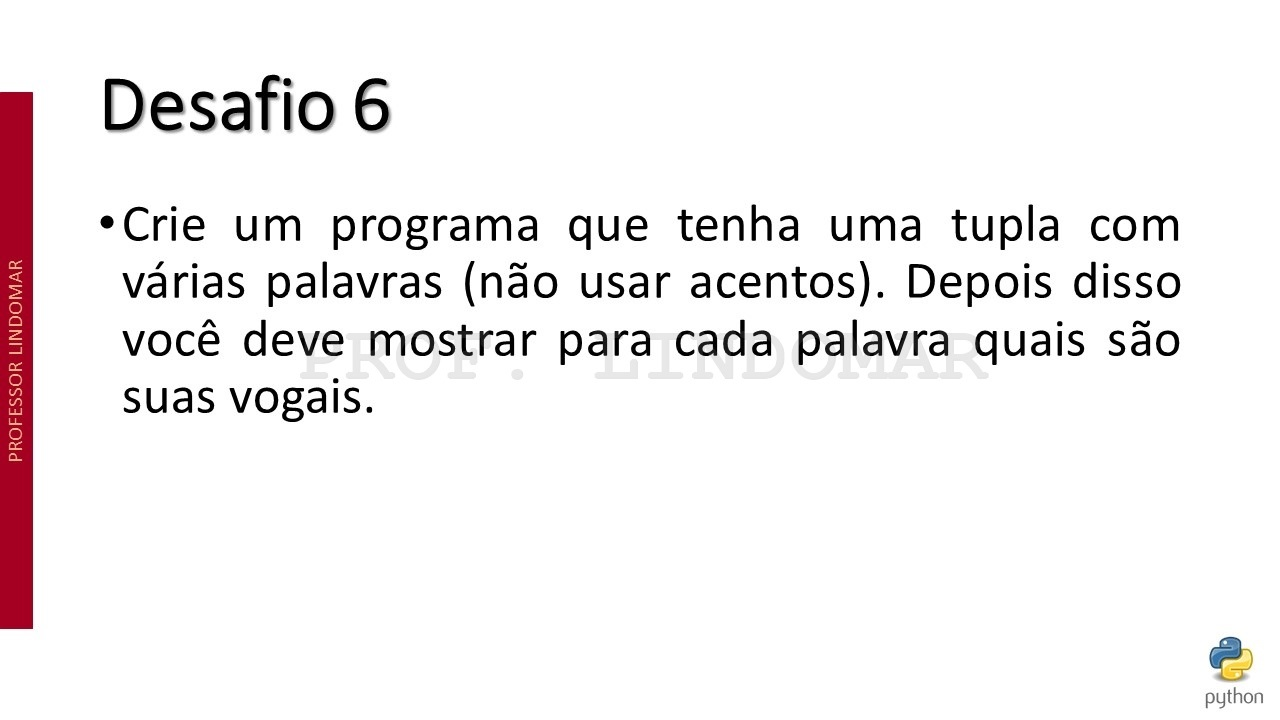 Desafio 6
• Crie um programa que tenha uma tupla com
várias palavras (não usar acentos). Depois disso
você deve mostrar para cada palavra quais são
suas vogais.
PROF. LINDOMAR
PROFESSOR LINDOMAR
python